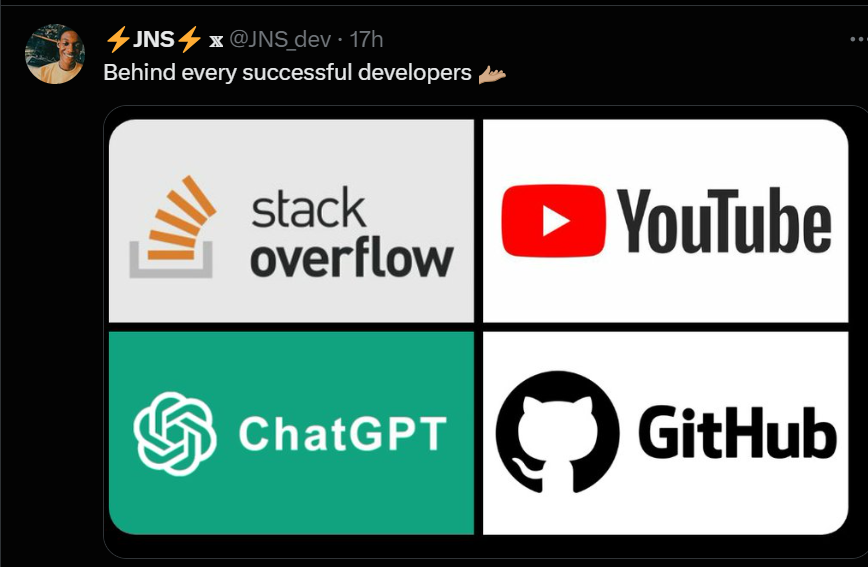 ⚡JNS⚡ 𝕏 @JNS_dev · 17h
Behind every successful developers 🫴🏼
stack
overflow
YouTube
ChatGPT
GitHub